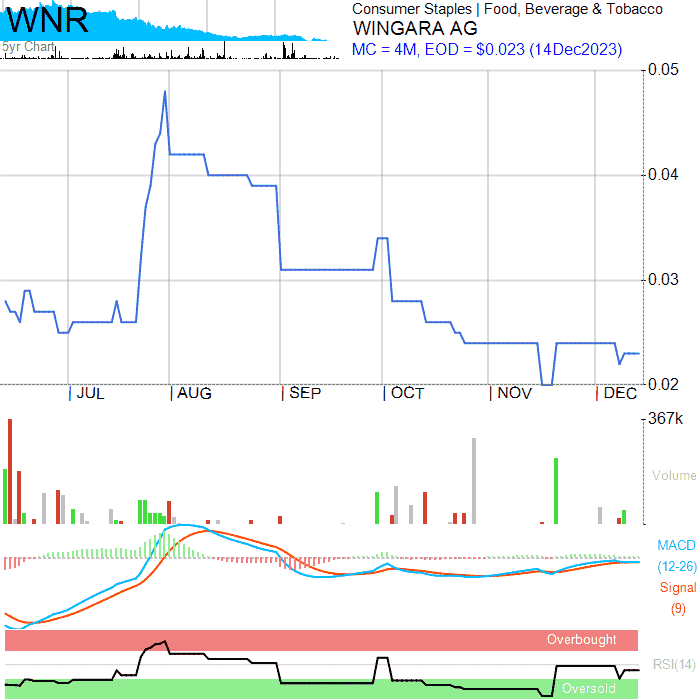 WNR
5yr Chart
Consumer Staples | Food, Beverage & Tobacco
WINGARA AG
MC = 4M, EOD = $0.023 (14Dec2023)
0.05
0.04
0.03
0.02
JUL AUG SEP OCT NOV DEC
367k
Volume
MACD
(12-26)
Signal
(9)
Overbought
RSI(14)
Oversold